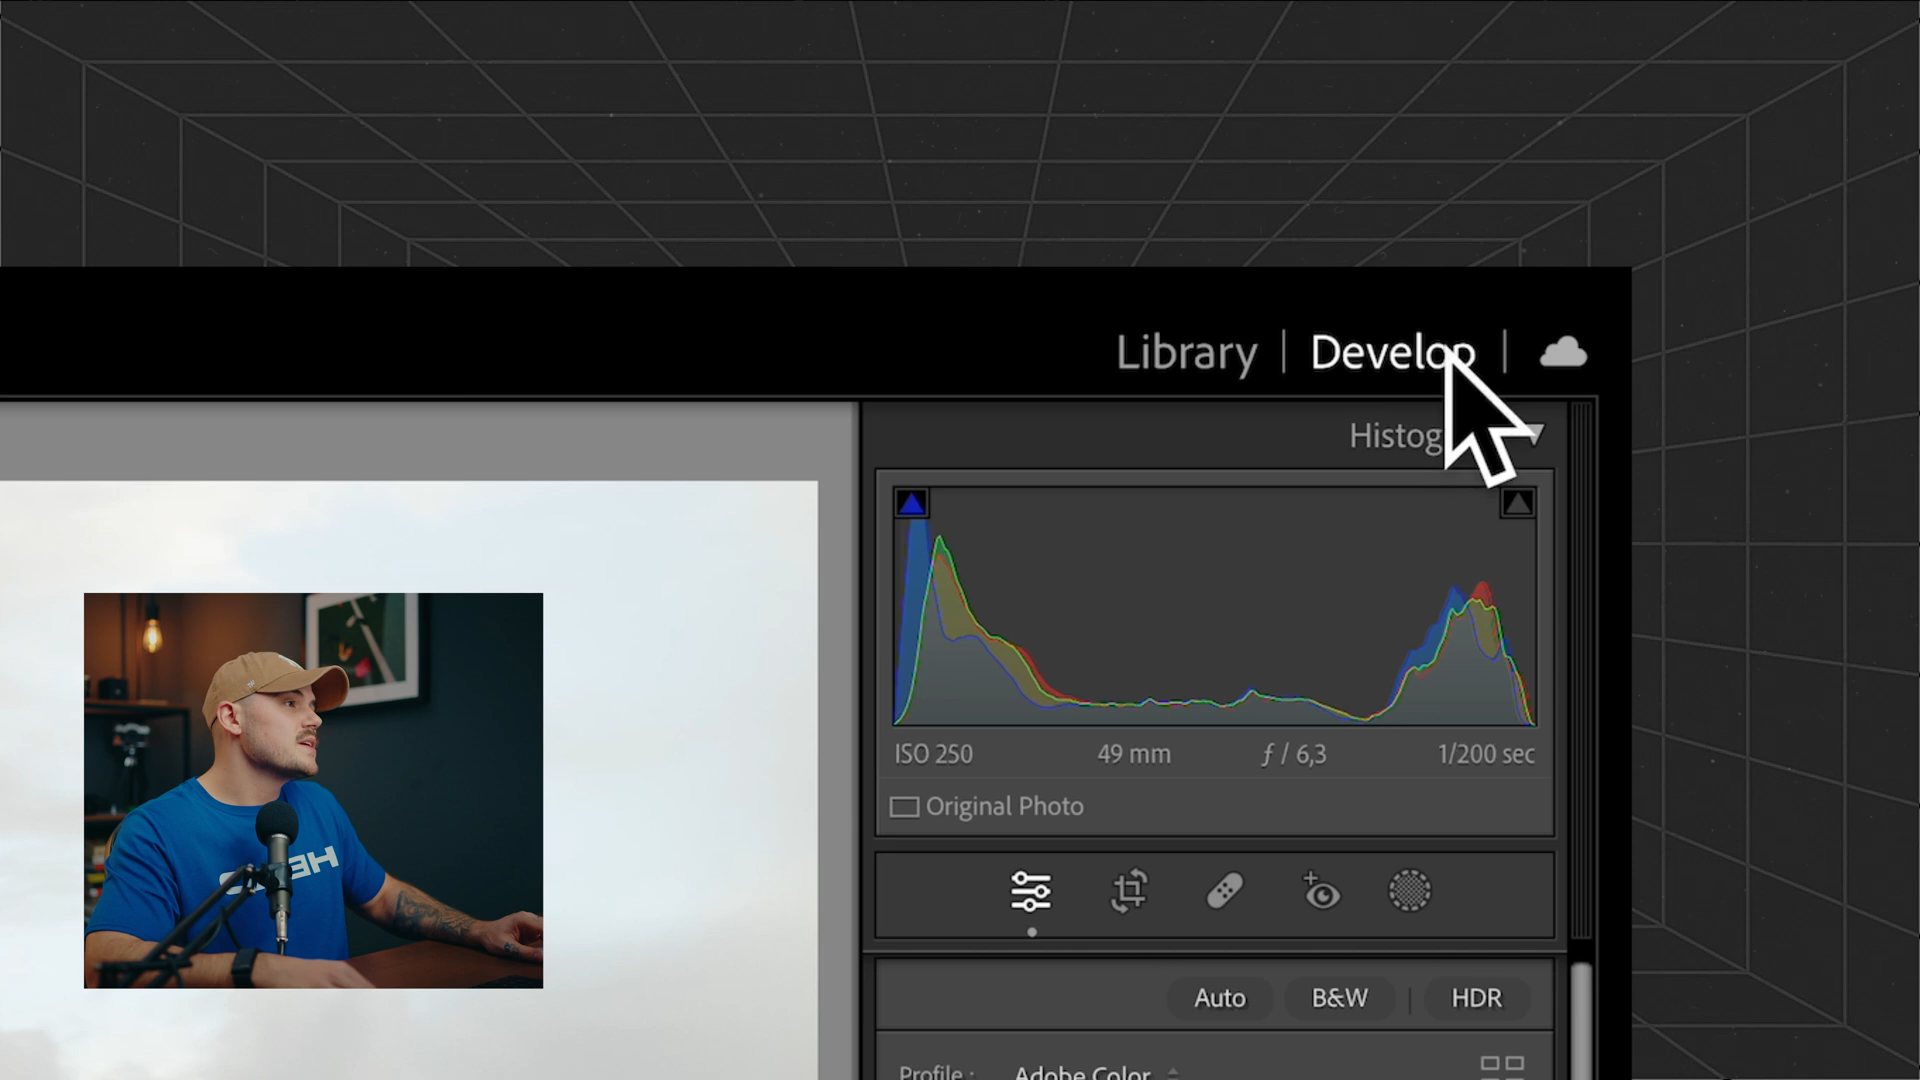 Library | Develop |
Histog
ISO 250 49 mm ƒ / 6,3 1/200 sec
Original Photo
Auto B&W | HDR
Profile : Adobe Color